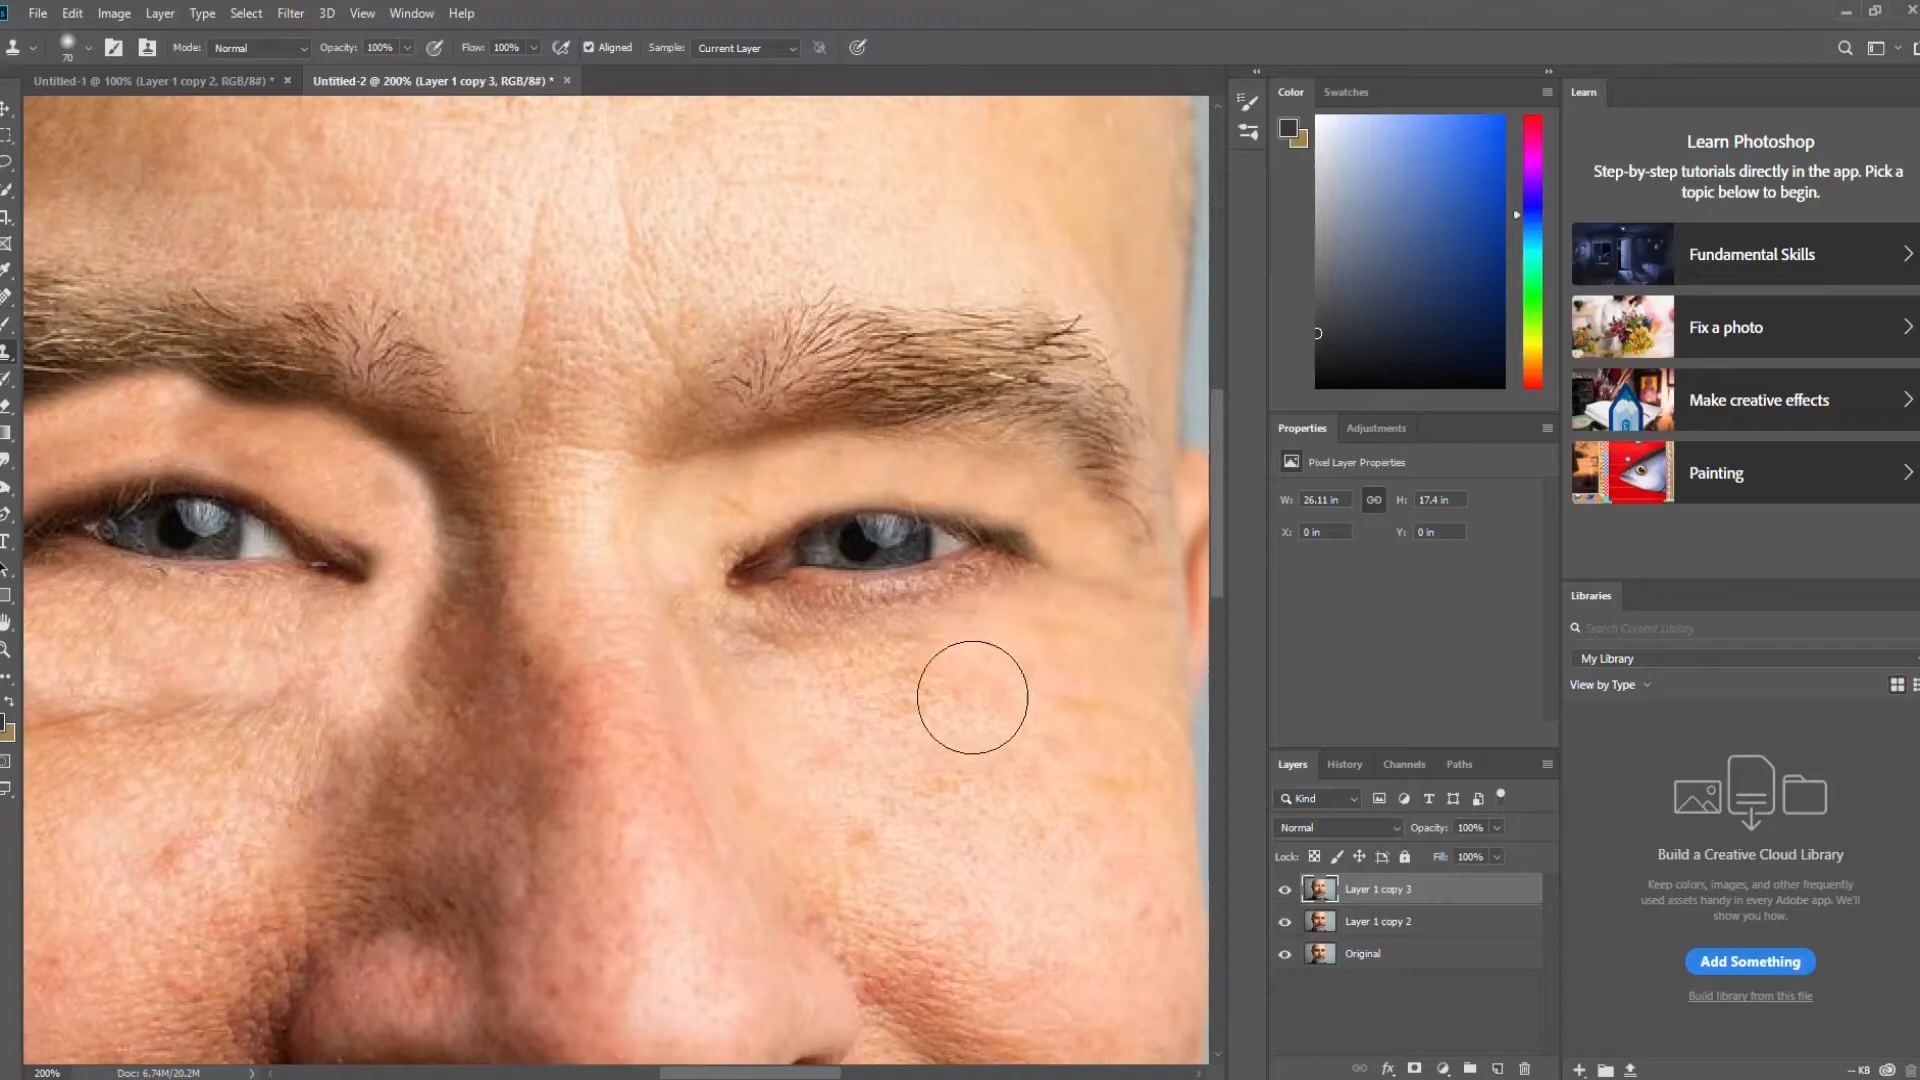 File Edit Image Layer Type Select Filter 3D View Window Help
70 Mode: Normal Opacity: 100% Flow: 100% Aligned Sample: Current Layer
Untitled-1 @ 100% (Layer 1 copy 2, RGB/8#) * × Untitled-2 @ 200% (Layer 1 copy 3, RGB/8#) * ×
Color Swatches
Learn
Learn Photoshop
Step-by-step tutorials directly in the app. Pick a
topic below to begin.
Fundamental Skills
Fix a photo
Make creative effects
Painting
Properties Adjustments
Pixel Layer Properties
W: 26.11 in H: 17.4 in
X: 0 in Y: 0 in
Libraries
Search Current Library
My Library
View by Type
Layers History Channels Paths
Kind
Normal Opacity: 100%
Lock: Fill: 100%
Layer 1 copy 3
Layer 1 copy 2
Original
Build a Creative Cloud Library
Keep colors, images, and other frequently
used assets handy in every Adobe app. We'll
show you how.
Add Something
Build library from this file
200% Doc: 6.74M/20.2M
-- KB